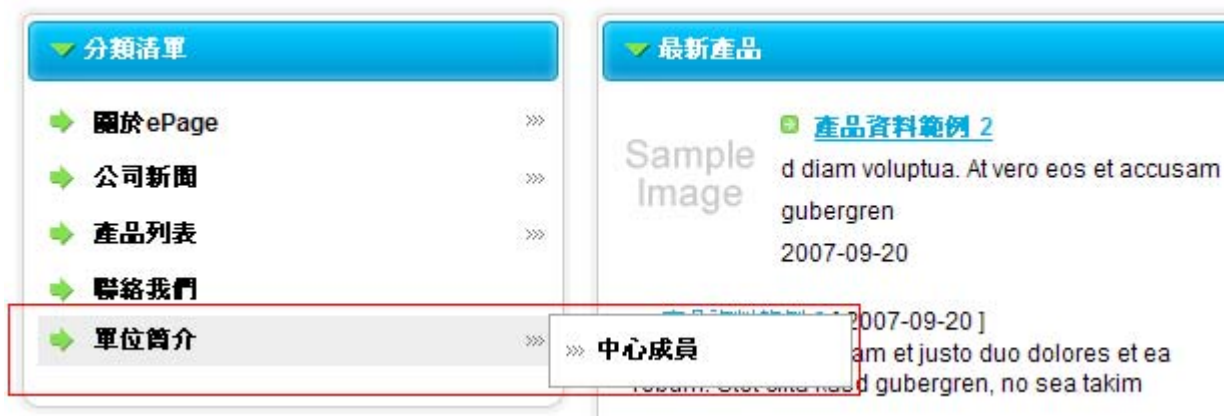 分類清單
關於ePage
公司新聞
產品列表
聯絡我們
單位簡介
中心成員
最新產品
Sample
Image
產品資料範例 2
d diam voluptua. At vero eos et accusam
gubergren
2007-09-20
2007-09-20 ]
am et justo duo dolores et ea
gubergren, no sea takim